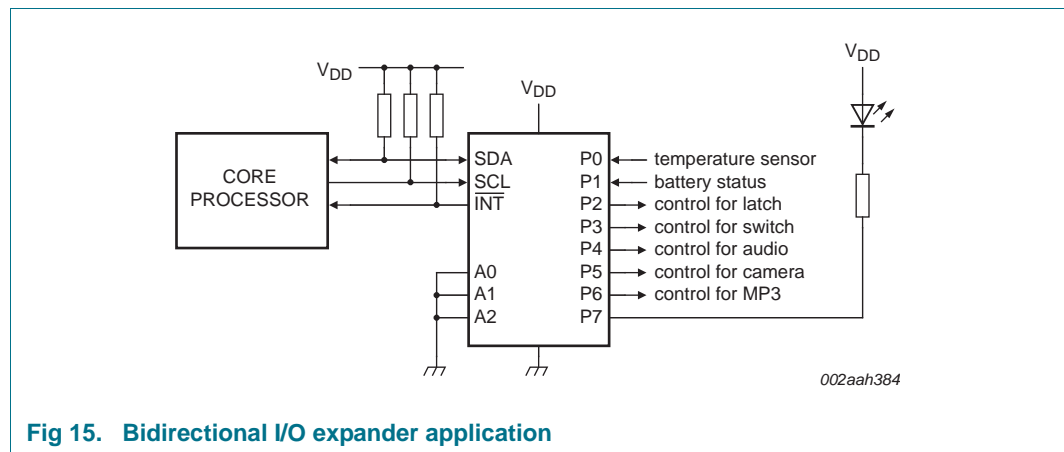 VDD
VDD
VDD
CORE
PROCESSOR
SDA
SCL
INT
A0
A1
A2
P0
P1
P2
P3
P4
P5
P6
P7
temperature sensor
battery status
control for latch
control for switch
control for audio
control for camera
control for MP3
002aah384
Fig 15. Bidirectional I/O expander application